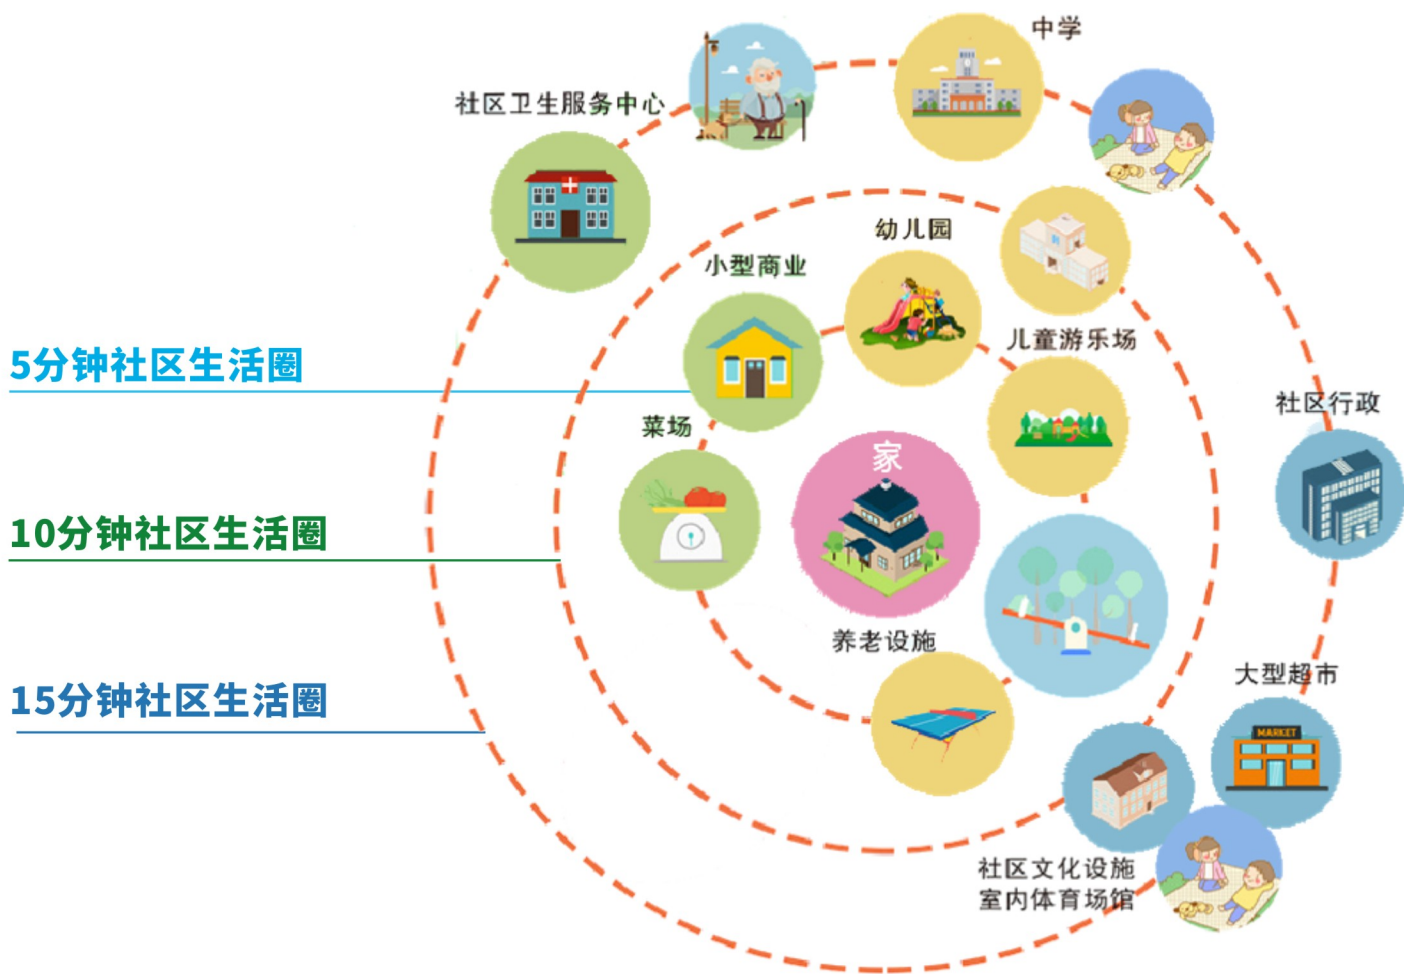 中学
社区卫生服务中心
幼儿园
小型商业
儿童游乐场
5分钟社区生活圈
社区行政
菜场
家
10分钟社区生活圈
养老设施
大型超市
15分钟社区生活圈
MARKET
社区文化设施
室内体育场馆